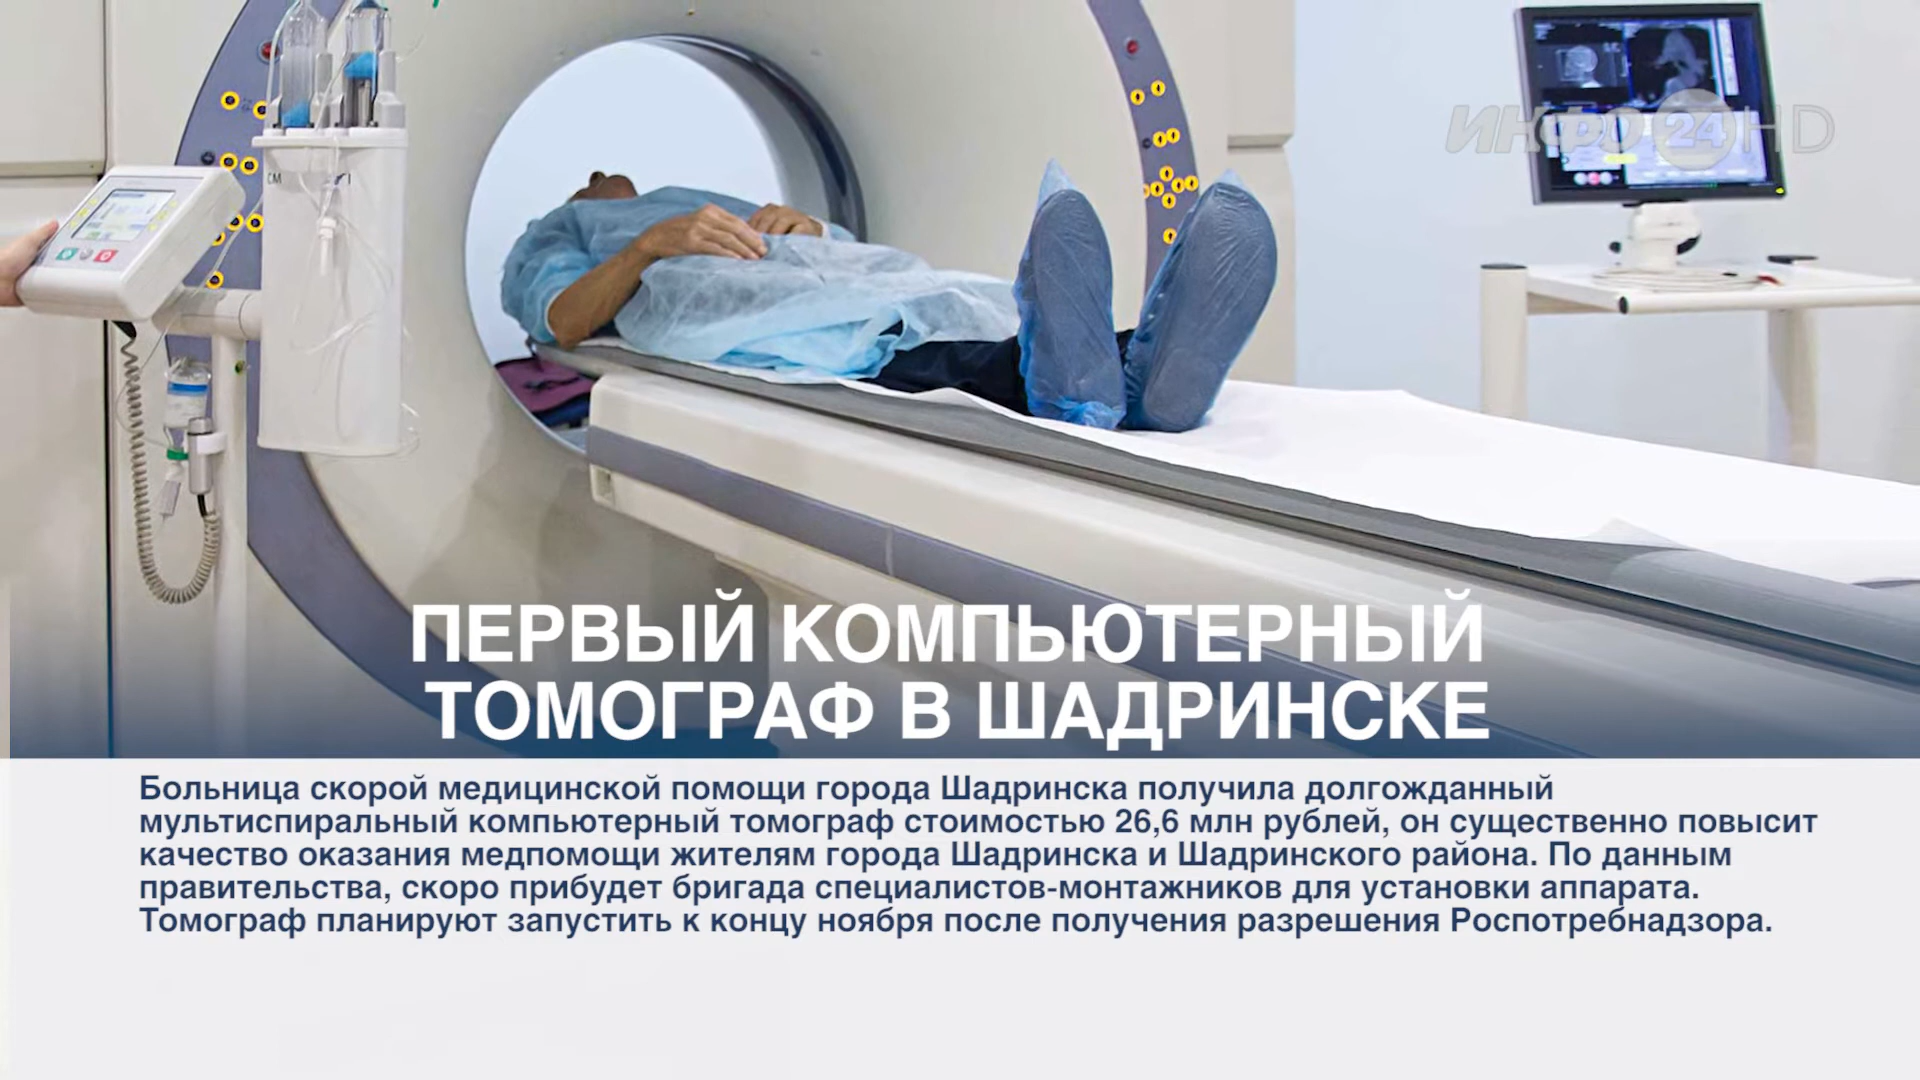 ИНФО 24 HD
СМ
ПЕРВЫЙ КОМПЬЮТЕРНЫЙ
ТОМОГРАФ В ШАДРИНСКЕ
Больница скорой медицинской помощи города Шадринска получила долгожданный
мультиспиральный компьютерный томограф стоимостью 26,6 млн рублей, он существенно повысит
качество оказания медпомощи жителям города Шадринска и Шадринского района. По данным
правительства, скоро прибудет бригада специалистов-монтажников для установки аппарата.
Томограф планируют запустить к концу ноября после получения разрешения Роспотребнадзора.